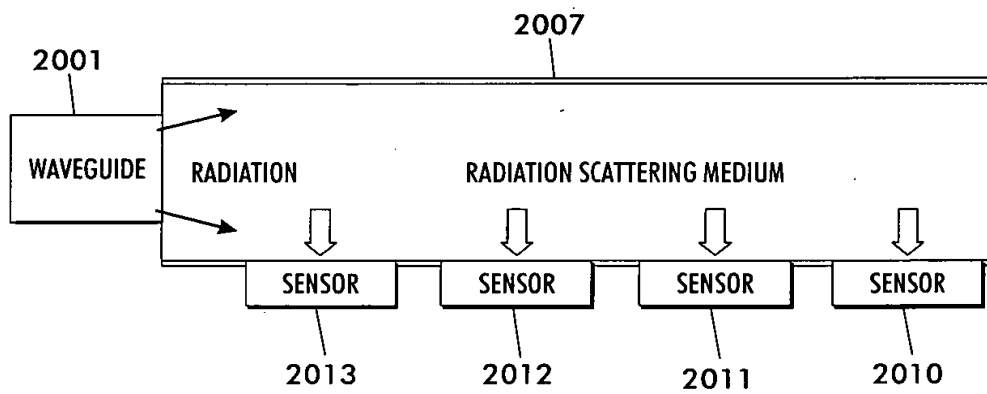 2007
2001
WAVEGUIDE
RADIATION
RADIATION SCATTERING MEDIUM
SENSOR
SENSOR
SENSOR
SENSOR
2013
2012
2011
2010